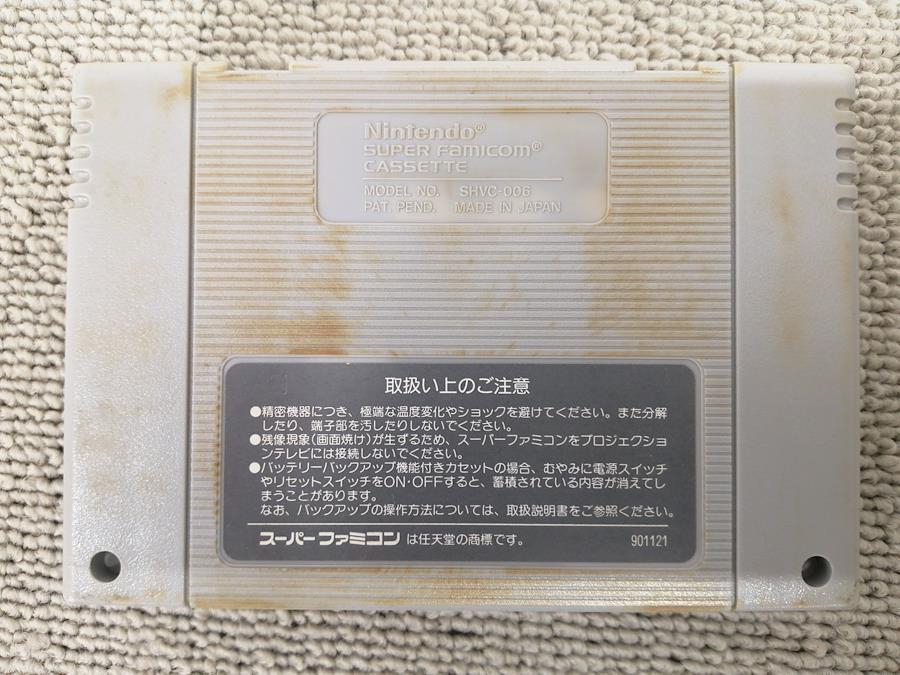 Nintendo®
SUPER FAMICOM®
CASSETTE
MODEL NO. SHVC-006
PAT. PEND. MADE IN JAPAN
取扱い上のご注意
●精密機器につき、極端な温度変化やショックを避けてください。また分解
したり、端子部を汚したりしないでください。
●残像現象(画面焼け)が生ずるため、スーパーファミコンをプロジェクショ
ンテレビには接続しないでください。
●バッテリーバックアップ機能付きカセットの場合、むやみに電源スイッチ
やリセットスイッチをON・OFFすると、蓄積されている内容が消えてし
まうことがあります。
なお、バックアップの操作方法については、取扱説明書をご参照ください。
スーパーファミコン は任天堂の商標です。 901121